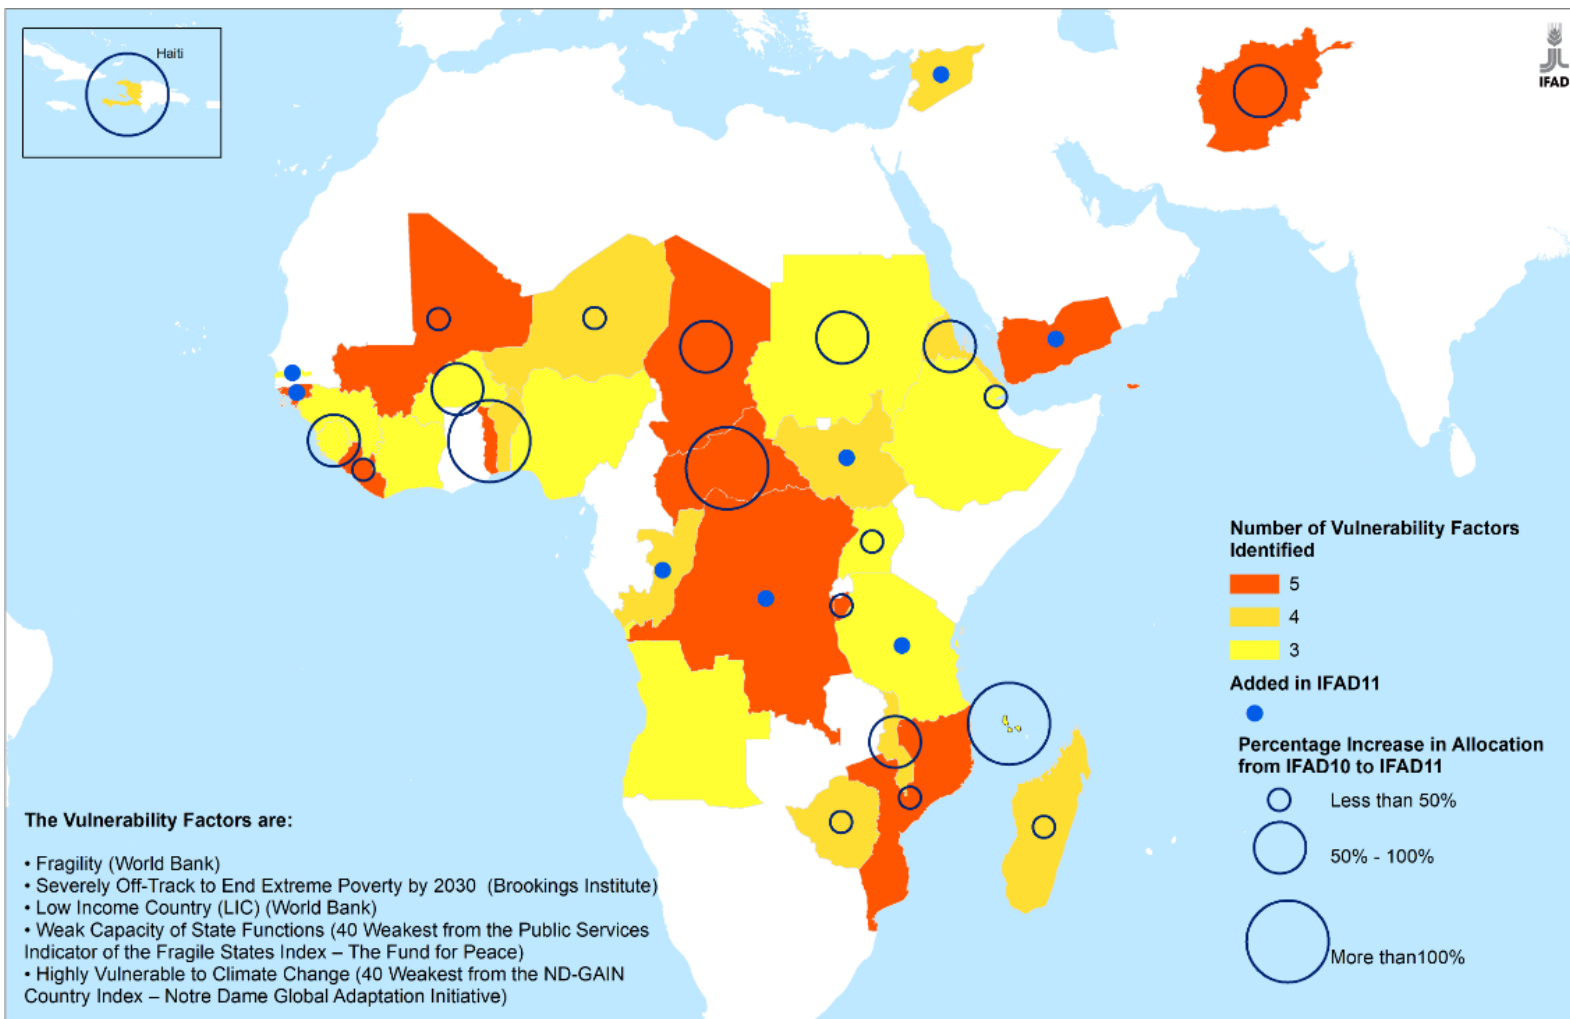 Haiti
IFAD
Number of Vulnerability Factors
Identified
5
4
3
Added in IFAD11
Percentage Increase in Allocation
from IFAD10 to IFAD11
Less than 50%
50% - 100%
More than100%
The Vulnerability Factors are:
• Fragility (World Bank)
• Severely Off-Track to End Extreme Poverty by 2030  (Brookings Institute)
• Low Income Country (LIC) (World Bank)
• Weak Capacity of State Functions (40 Weakest from the Public Services
Indicator of the Fragile States Index – The Fund for Peace)
• Highly Vulnerable to Climate Change (40 Weakest from the ND-GAIN
Country Index – Notre Dame Global Adaptation Initiative)